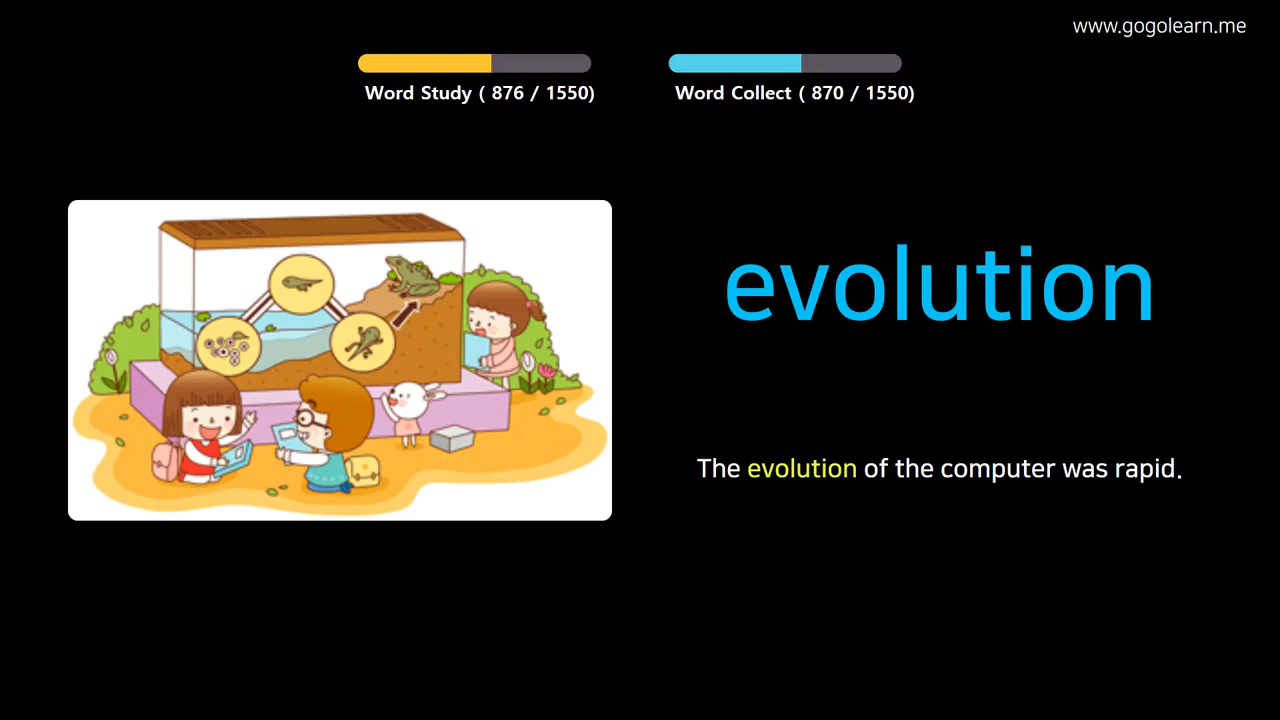 www.gogolearn.me
Word Study ( 876 / 1550)
Word Collect ( 870 / 1550)
evolution
The evolution of the computer was rapid.